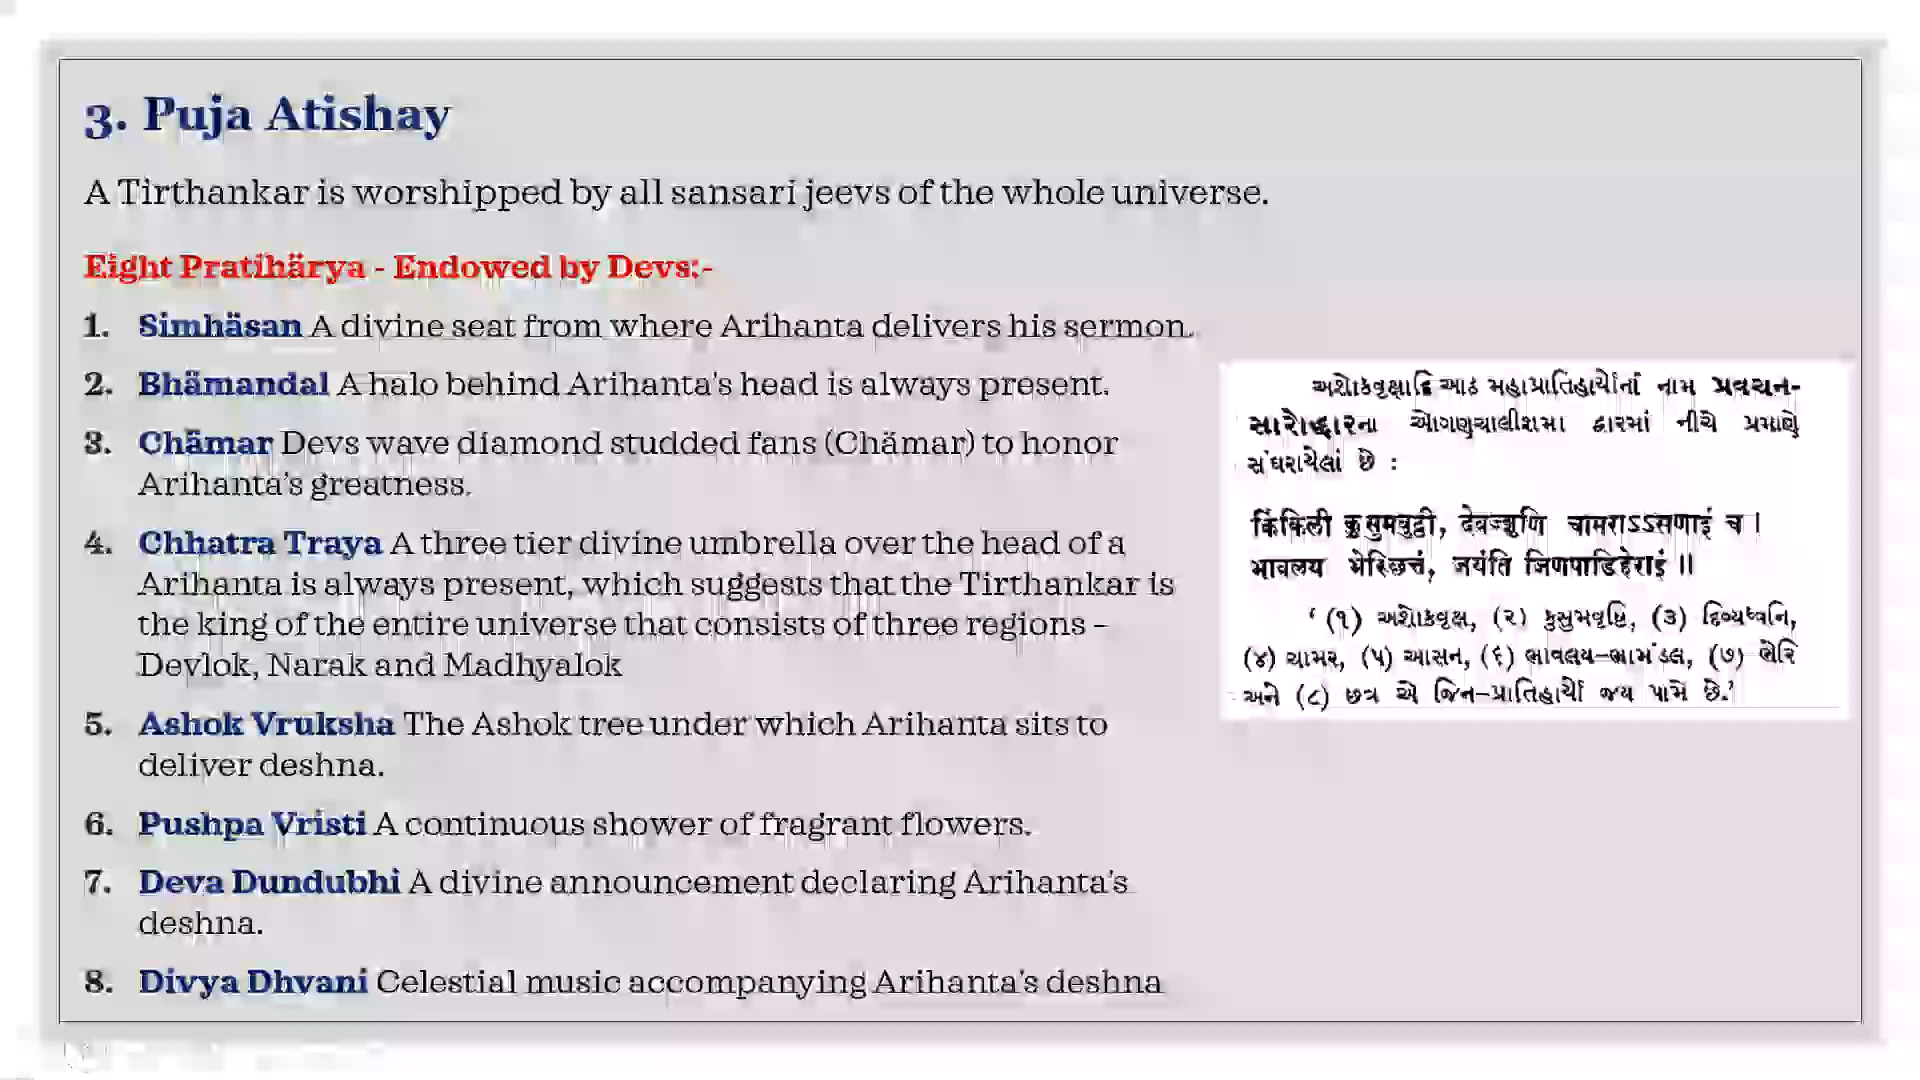 3. Puja Atishay
A Tirthankar is worshipped by all sansari jeevs of the whole universe.
Eight Pratihärya - Endowed by Devs:-
1. Simhäsan A divine seat from where Arihanta delivers his sermon.
2. Bhämandal A halo behind Arihanta's head is always present.
3. Chämar Devs wave diamond studded fans (Chämar) to honor
Arihanta's greatness.
4. Chhatra Traya A three tier divine umbrella over the head of a
Arihanta is always present, which suggests that the Tirthankar is
the king of the entire universe that consists of three regions –
Devlok, Narak and Madhyalok
5. Ashok Vruksha The Ashok tree under which Arihanta sits to
deliver deshna.
6. Pushpa Vristi A continuous shower of fragrant flowers.
7. Deva Dundubhi A divine announcement declaring Arihanta's
deshna.
8. Divya Dhvani Celestial music accompanying Arihanta's deshna
અશોકવૃક્ષાદિ આઠ મહાપ્રાતિહાર્યોનાં નામ પ્રવચન-
સારોદ્ધારના ઓગણચાલીશમા દ્વારમાં નીચે પ્રમાણે
સંઘરાયેલાં છે :
किंकिल्ली कुसुमवुट्ठी, देवज्झुणि चामराऽऽसणाइं च ।
भावलय भेरिछत्तं, जयंति जिणपाडिहेराइं ॥
‘ (૧) અશોકવૃક્ષ, (૨) કુસુમવૃષ્ટિ, (૩) દિવ્યધ્વનિ,
(૪) ચામર, (૫) આસન, (૬) ભાવલય-ભામંડલ, (૭) ભેરિ
અને (૮) છત્ર એ જિન-પ્રાતિહાર્યો જય પામે છે.’